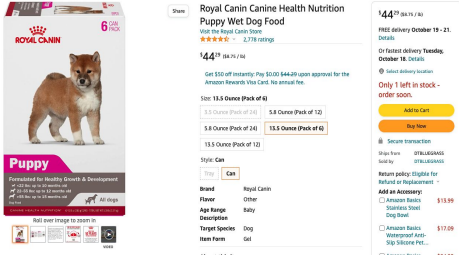 Share
6 CAN PACK
ROYAL CANIN
Puppy
Formulated for Healthy Growth & Development
All dogs
Roll over image to zoom in
VIDEO
Royal Canin Canine Health Nutrition
Puppy Wet Dog Food
Visit the Royal Canin Store
2,778 ratings
$44 29 ($8.75 / lb)
Get $50 off instantly: Pay $0.00 $44.29 upon approval for the
Amazon Rewards Visa Card. No annual fee.
Size: 13.5 Ounce (Pack of 6)
5.5 Ounce (Pack of 24)
5.8 Ounce (Pack of 12)
5.8 Ounce (Pack of 24)
13.5 Ounce (Pack of 6)
13.5 Ounce (Pack of 12)
Style: Can
Tray
Can
Brand Royal Canin
Flavor Other
Age Range Baby
Description
Target Species Dog
Item Form Gel
$44 29 ($8.75 / lb)
FREE delivery October 19 - 21.
Details
Or fastest delivery Tuesday,
October 18. Details
Select delivery location
Only 1 left in stock -
order soon.
Add to Cart
Buy Now
Secure transaction
Ships from DTBLUEGRASS
Sold by DTBLUEGRASS
Return policy: Eligible for
Refund or Replacement
Add an Accessory:
Amazon Basics $13.99
Stainless Steel
Dog Bowl
Amazon Basics $17.09
Waterproof Anti-
Slip Silicone Pet...